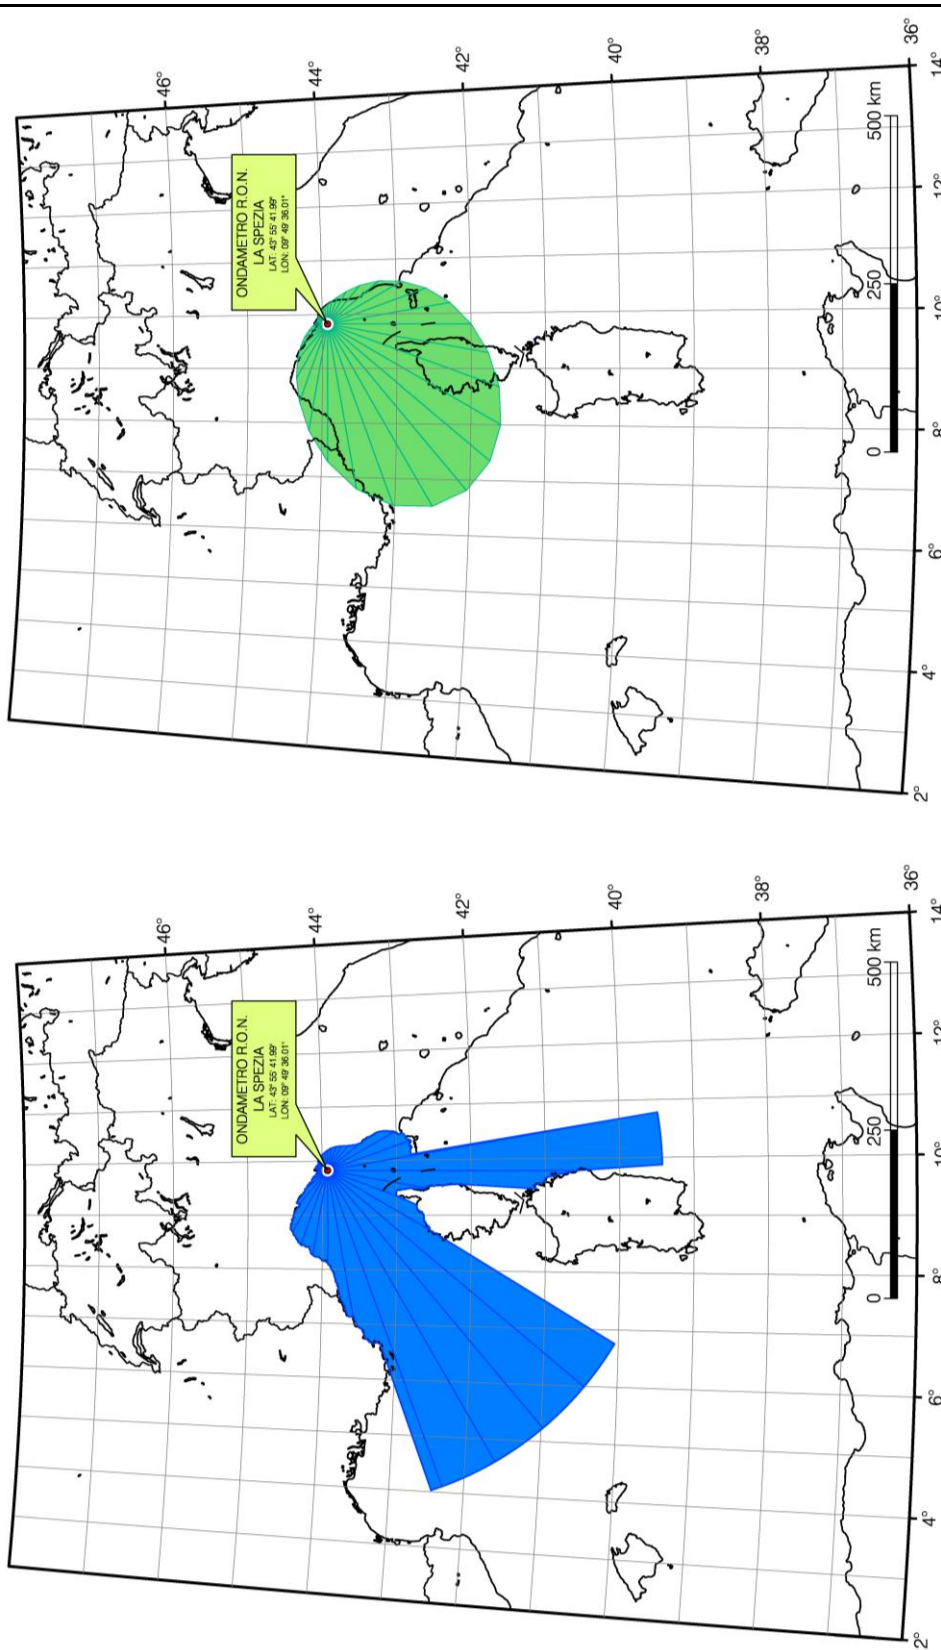 ONDAMETRO R.O.N.
LA SPEZIA
LAT: 43° 55' 41.99"
LON: 09° 49' 36.01"
46°
44°
42°
40°
38°
36°
0 250 500 km
2° 4° 6° 8° 10° 12° 14°
ONDAMETRO R.O.N.
LA SPEZIA
LAT: 43° 55' 41.99"
LON: 09° 49' 36.01"
46°
44°
42°
40°
38°
36°
0 250 500 km
2° 4° 6° 8° 10° 12° 14°